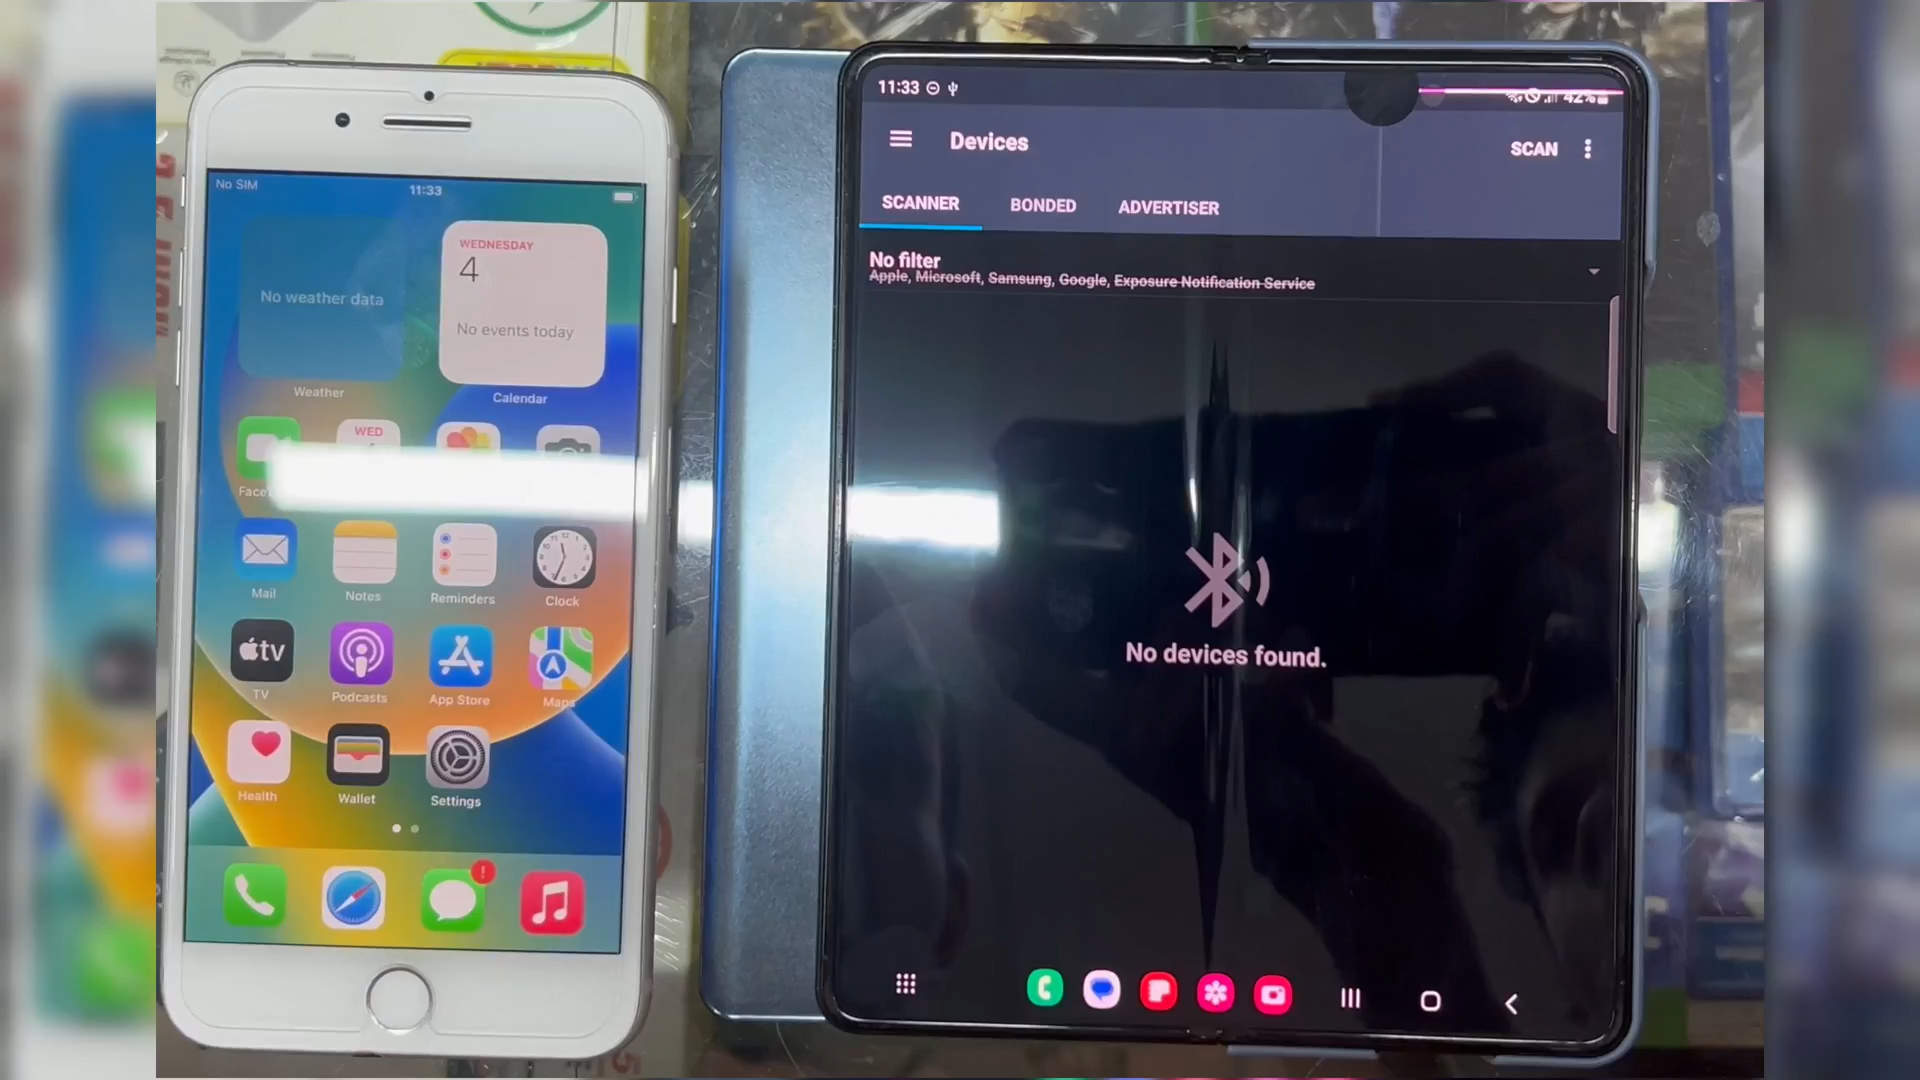 No SIM
11:33
No weather data
Weather
WEDNESDAY
4
No events today
Calendar
WED
Mail
Notes
Reminders
Clock
tv
TV
Podcasts
App Store
Maps
Health
Wallet
Settings
!
11:33
42%
Devices
SCAN
SCANNER
BONDED
ADVERTISER
No filter
Apple, Microsoft, Samsung, Google, Exposure Notification Service
No devices found.